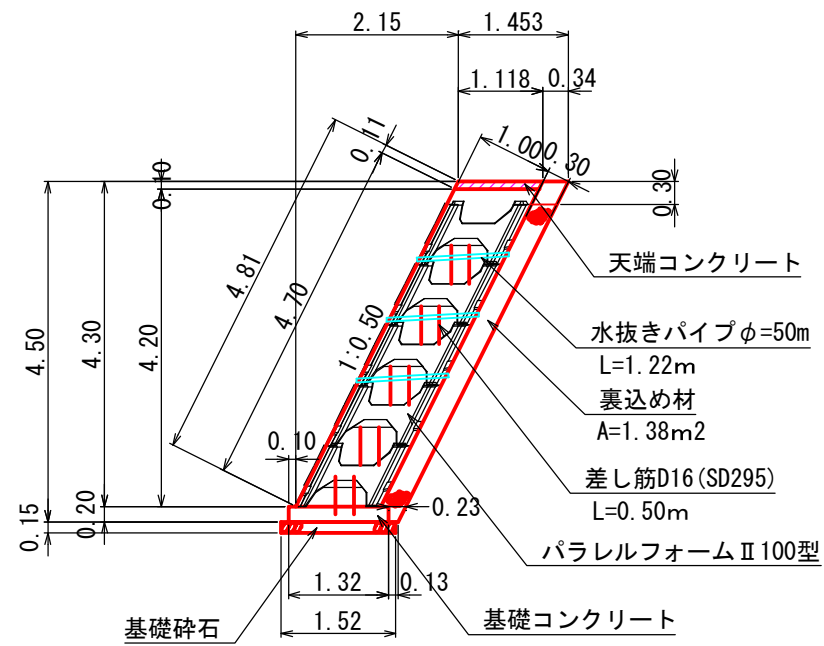 2.15
1.453
1.118
0.34
0.11
1.00
0.30
0.10
0.30
4.81
4.70
天端コンクリート
水抜きパイプφ=50m
L=1.22m
4.50
4.30
4.20
1:0.50
裏込め材
A=1.38m2
0.10
差し筋D16(SD295)
L=0.50m
0.15
0.20
0.23
パラレルフォームⅡ100型
1.32
0.13
基礎砕石
1.52
基礎コンクリート